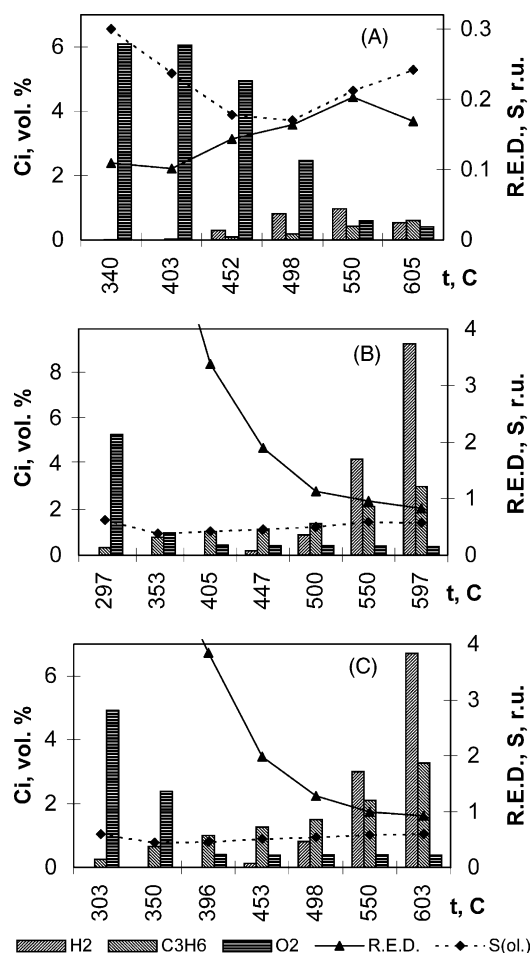 (A)
6
4
2
0
Ci, vol. %
0.3
0.2
0.1
0
R.E.D., S, r.u.
340 403 452 498 550 605 t, C
(B)
8
6
4
2
0
Ci, vol. %
4
3
2
1
0
R.E.D., S, r.u.
297 353 405 447 500 550 597 t, C
(C)
6
4
2
0
Ci, vol. %
4
3
2
1
0
R.E.D., S, r.u.
303 350 396 453 498 550 603 t, C
H2 C3H6 O2 R.E.D. S(ol.)